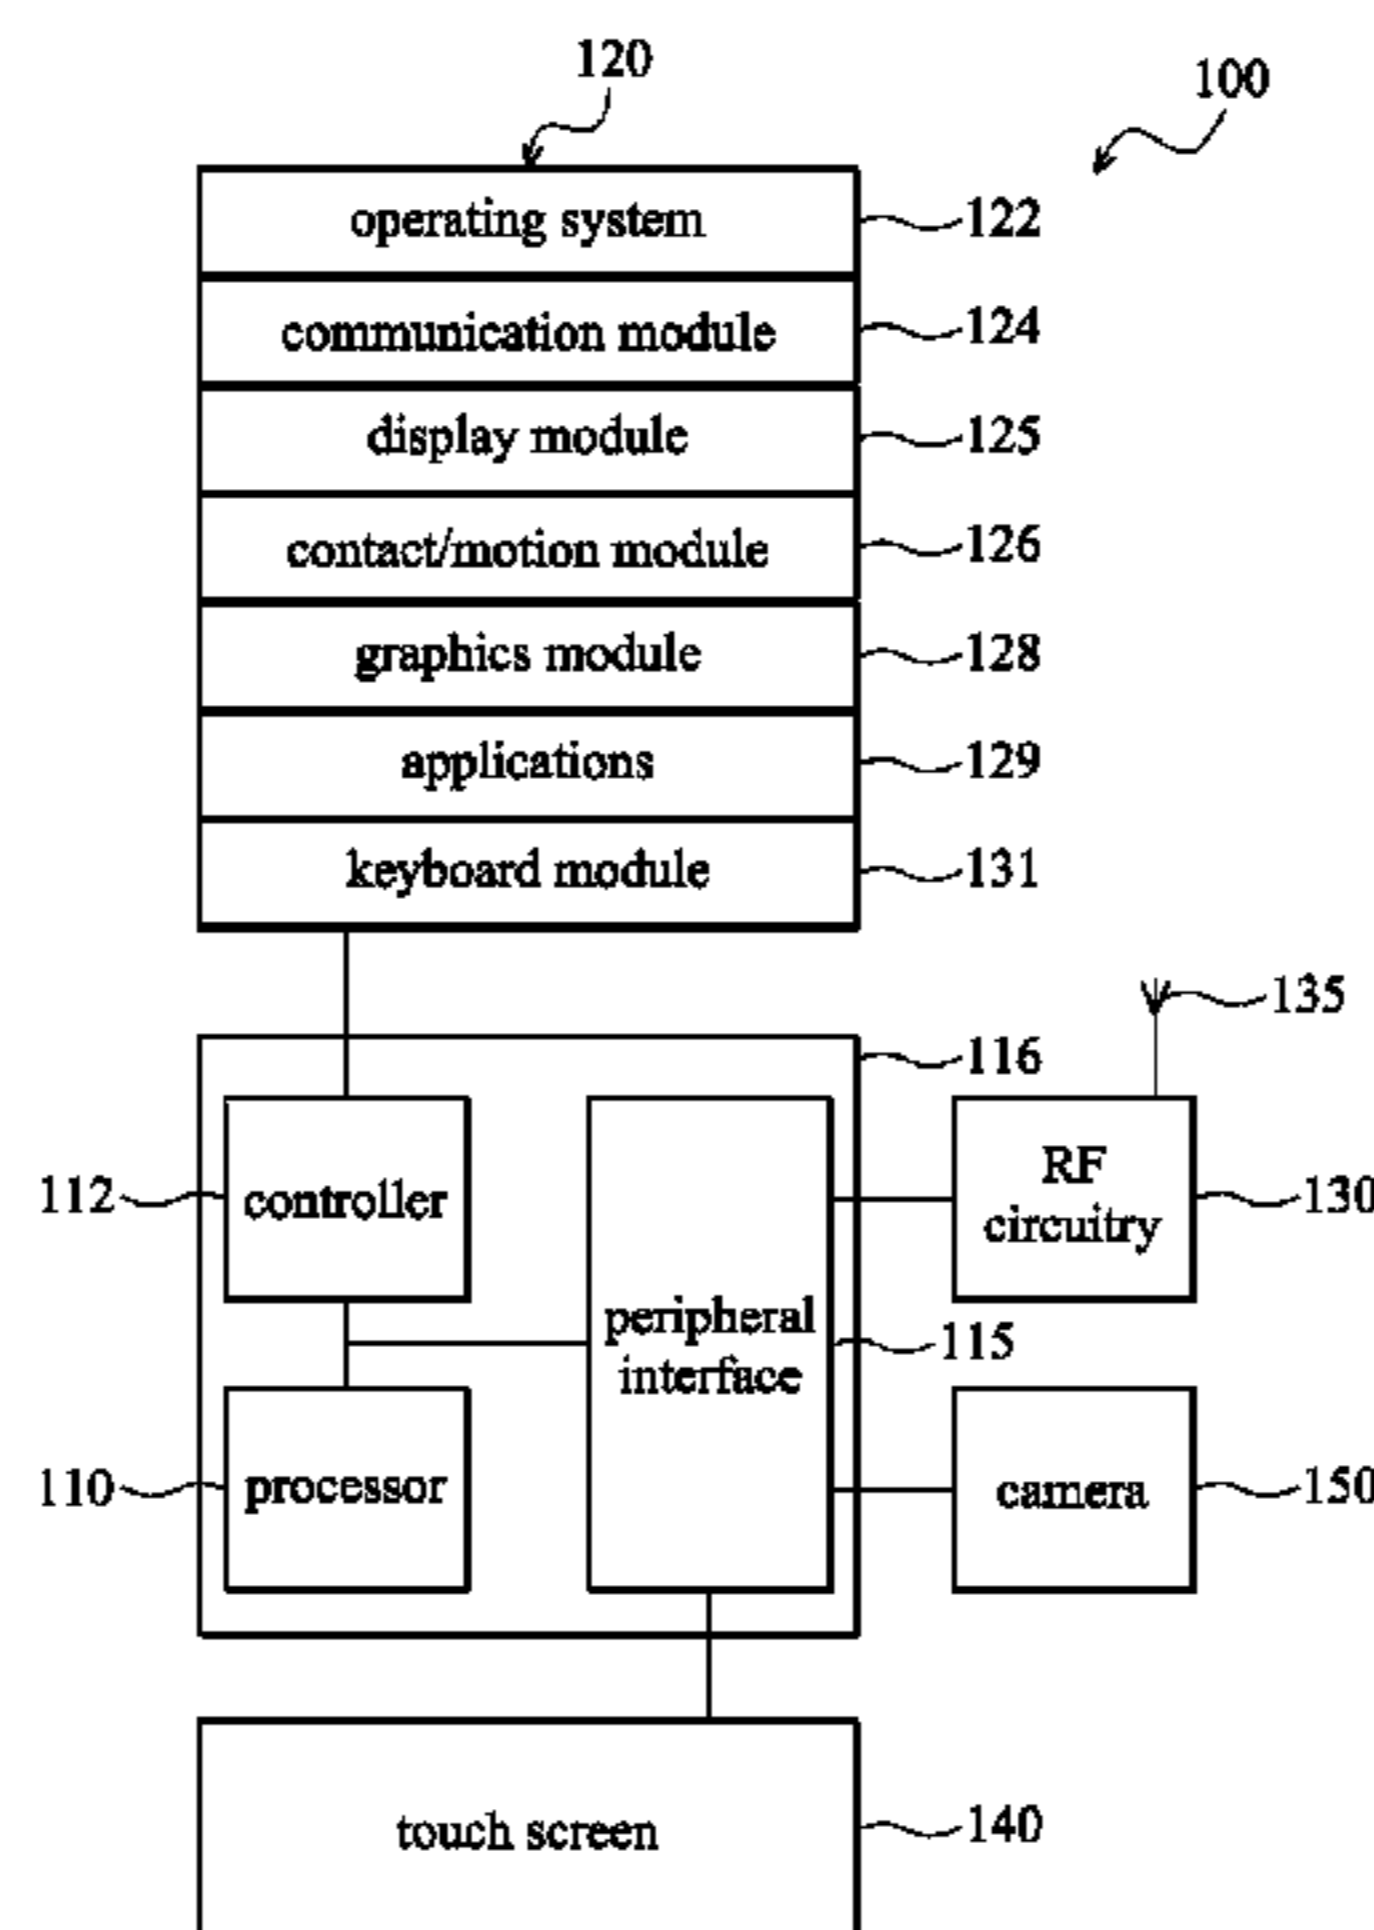 120
100
operating system 122
communication module 124
display module 125
contact/motion module 126
graphics module 128
applications 129
keyboard module 131
135
116
112 controller
RF
circuitry
130
peripheral
interface
115
110 processor
camera 150
touch screen 140